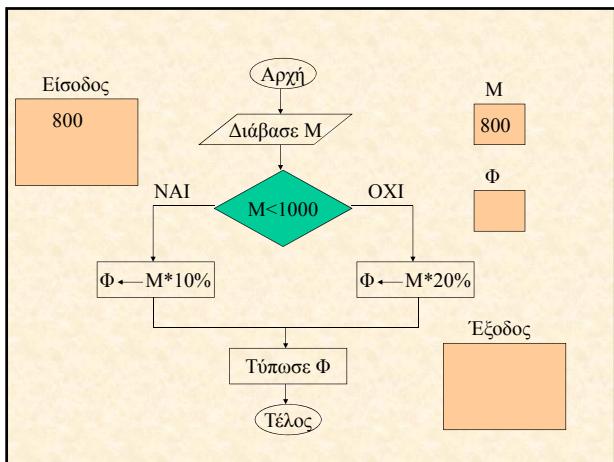 Αρχή
Είσοδος
800
Διάβασε Μ
Μ
800
ΝΑΙ
Μ<1000
ΟΧΙ
Φ
Φ ← Μ*10%
Φ ← Μ*20%
Έξοδος
Τύπωσε Φ
Τέλος